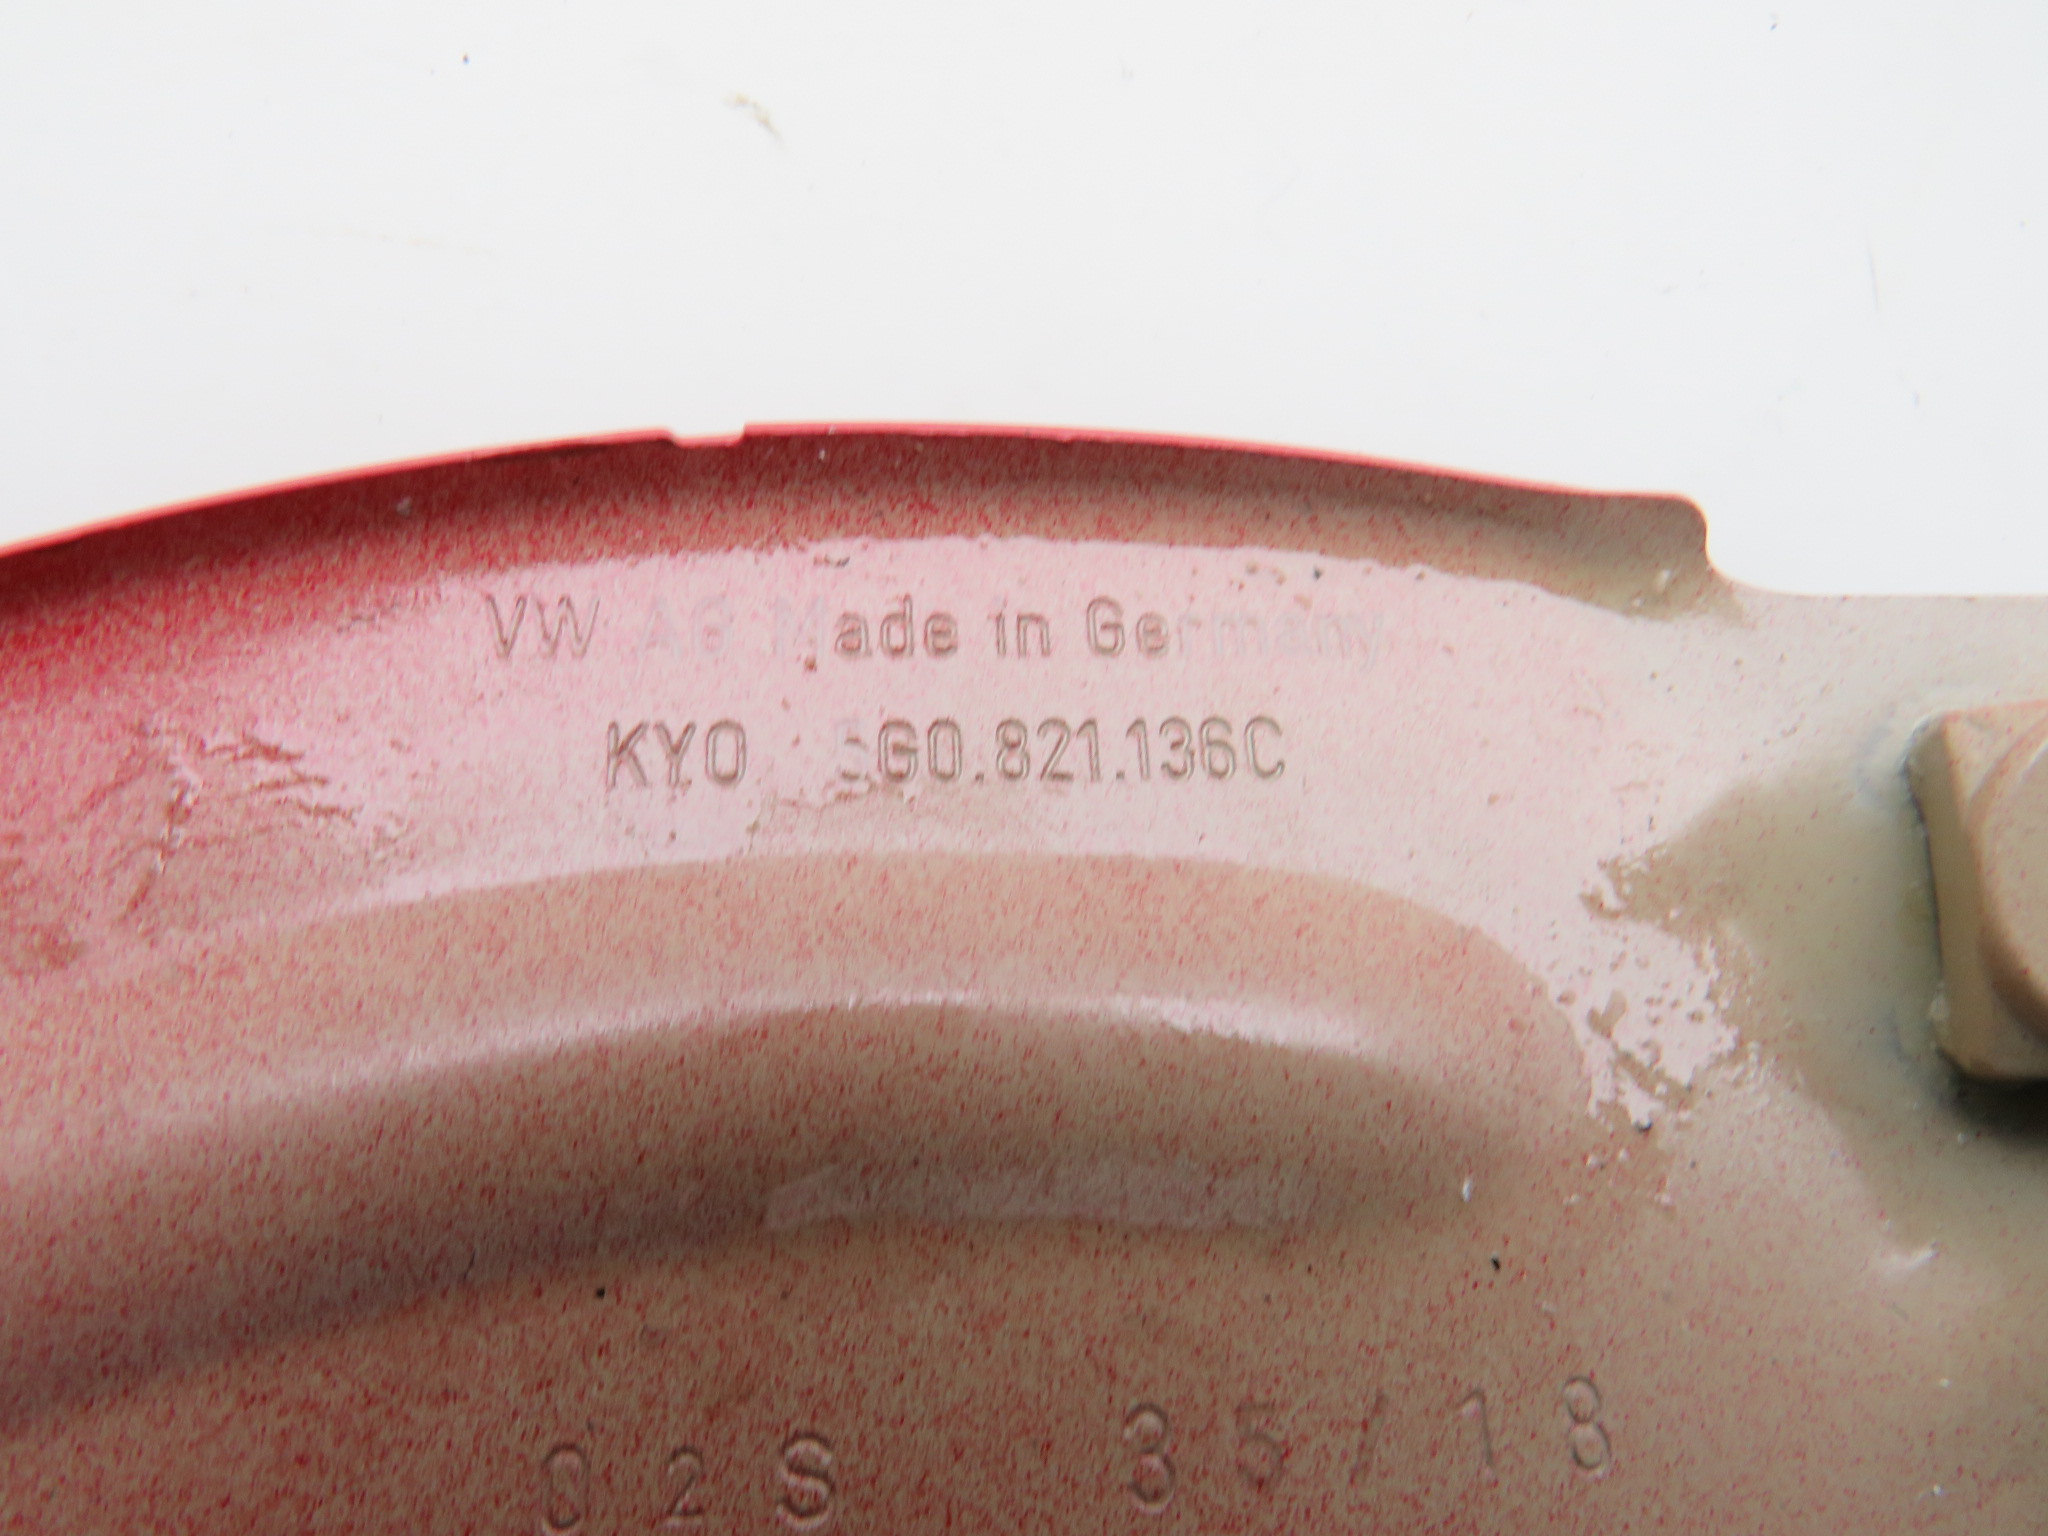 VW AG Made in Germany
KYO 5G0.821.136C
02S 35/18